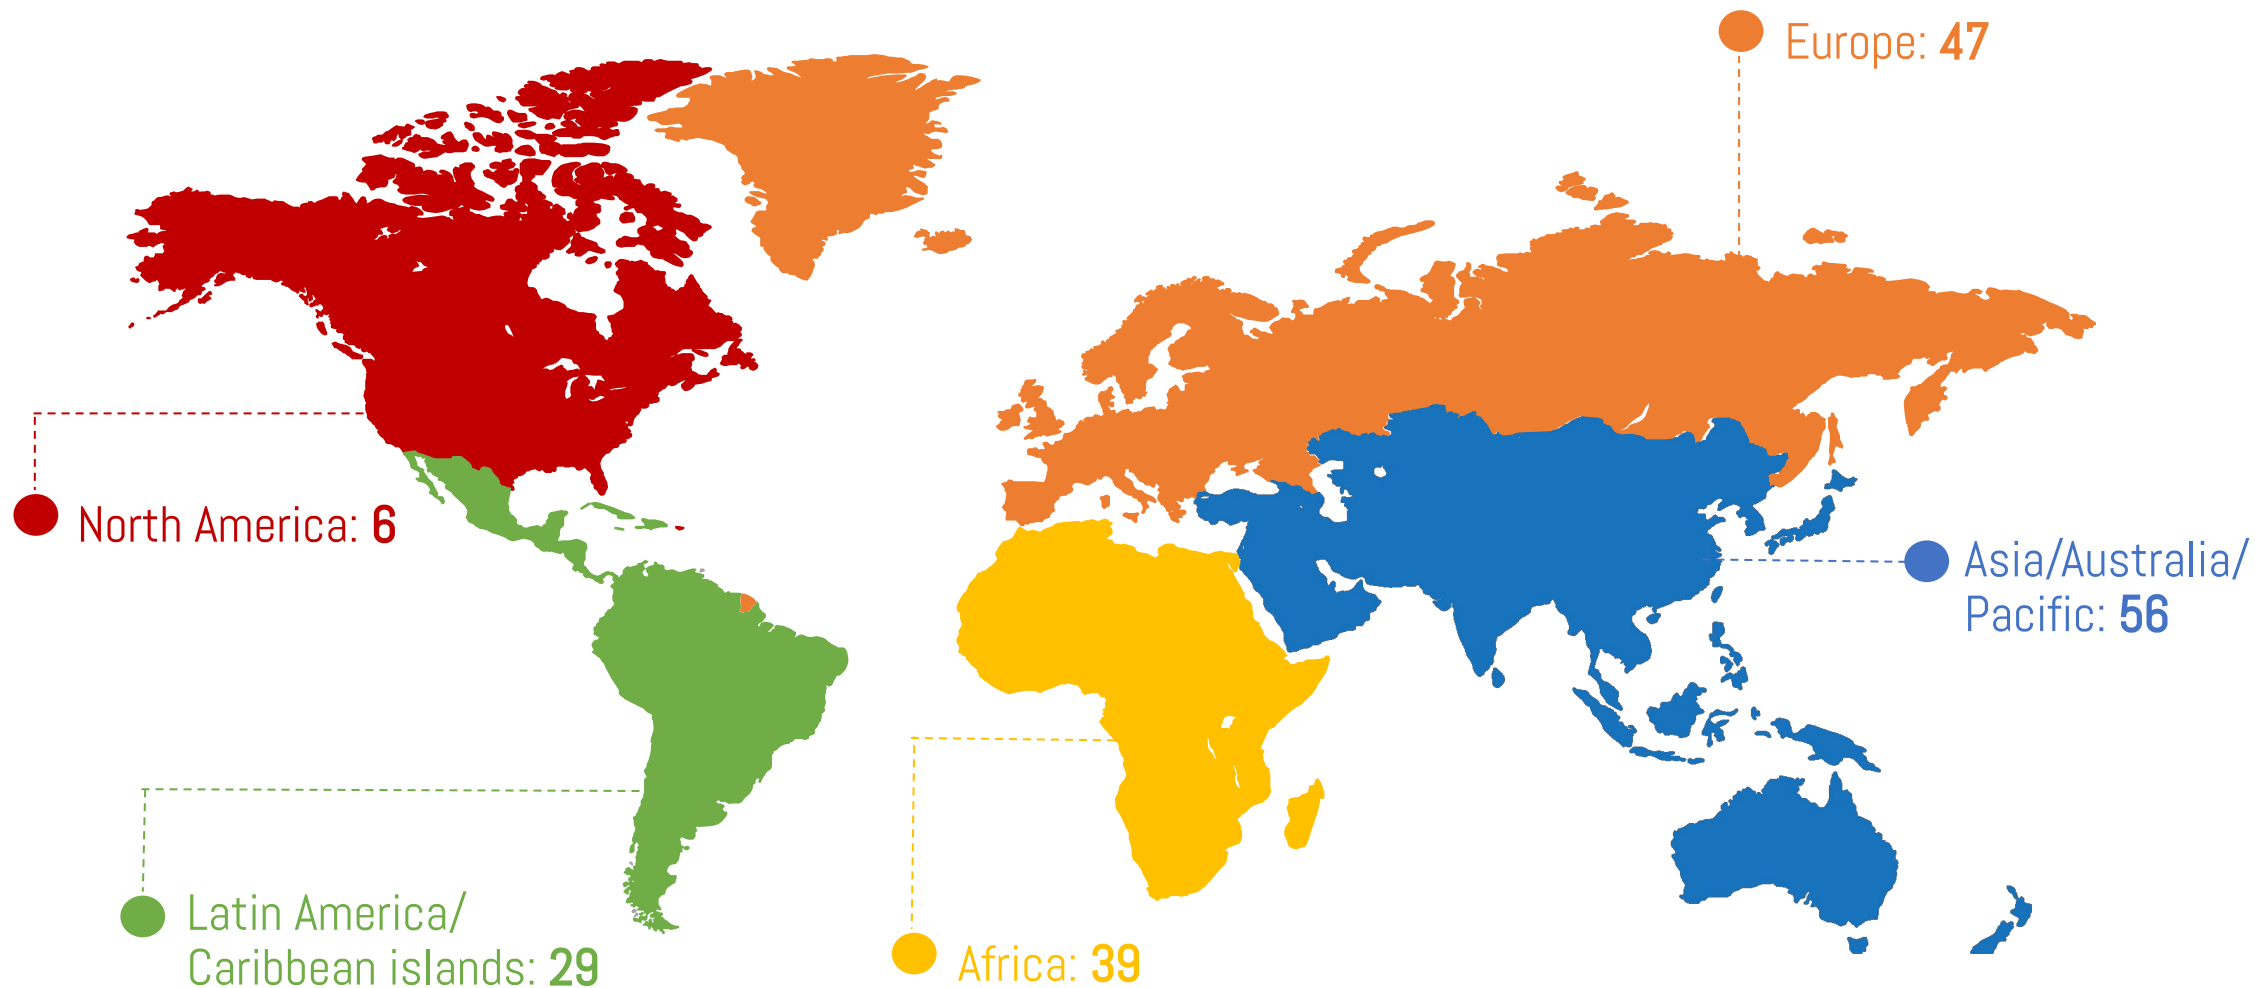 Europe: 47
North America: 6
Asia/Australia/
Pacific: 56
Latin America/
Caribbean islands: 29
Africa: 39